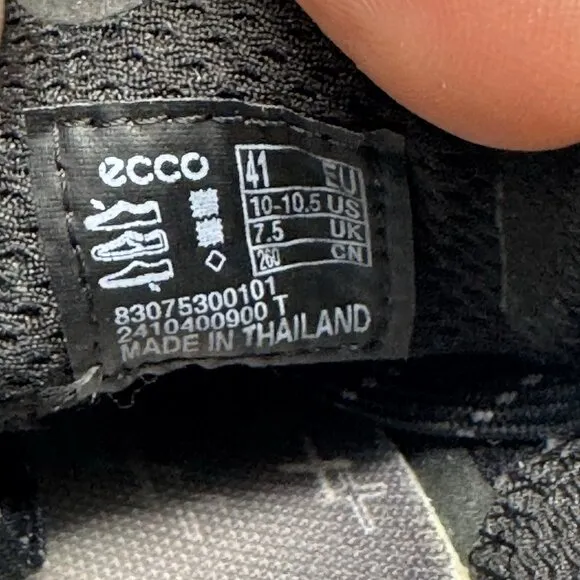 ecco
41 EU
10-10.5 US
7.5 UK
260 CN
83075300101
2410400900 T
MADE IN THAILAND